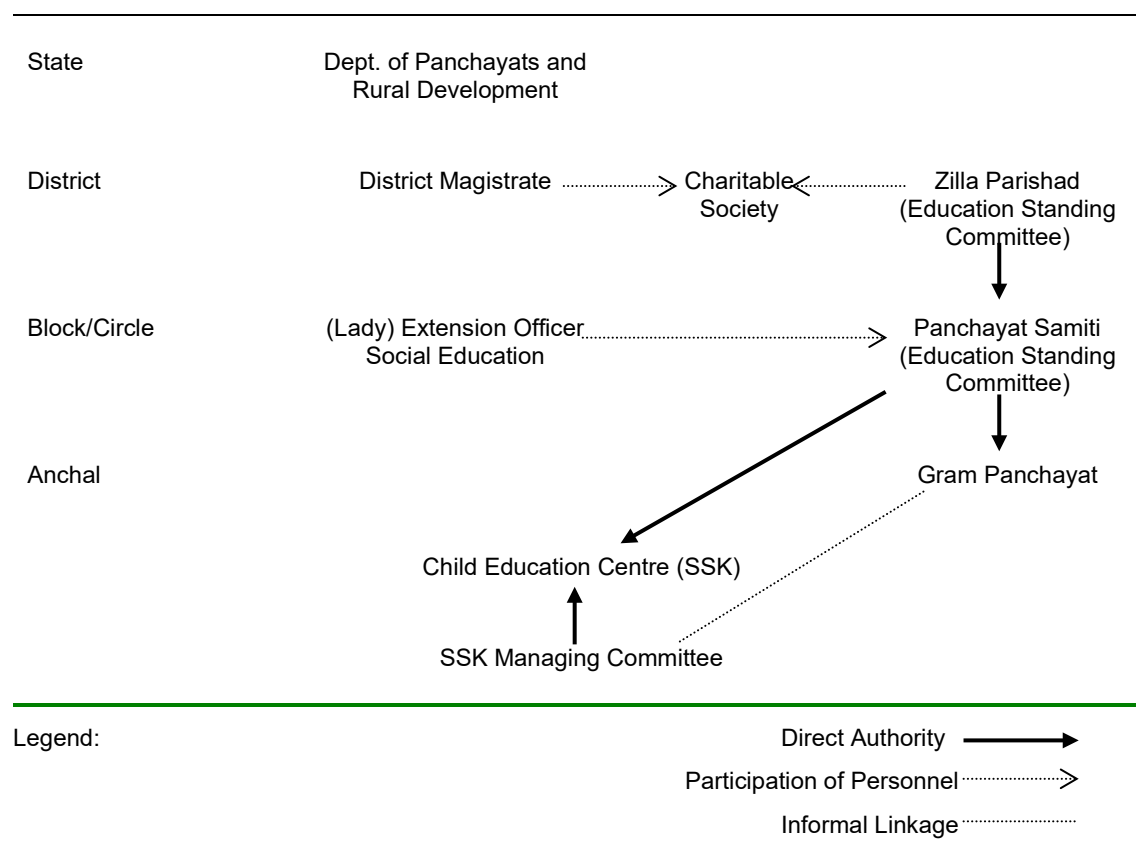 State
Dept. of Panchayats and
Rural Development
District
District Magistrate
Charitable
Society
Zilla Parishad
(Education Standing
Committee)
Block/Circle
(Lady) Extension Officer
Social Education
Panchayat Samiti
(Education Standing
Committee)
Anchal
Gram Panchayat
Child Education Centre (SSK)
SSK Managing Committee
Legend:
Direct Authority
Participation of Personnel
Informal Linkage